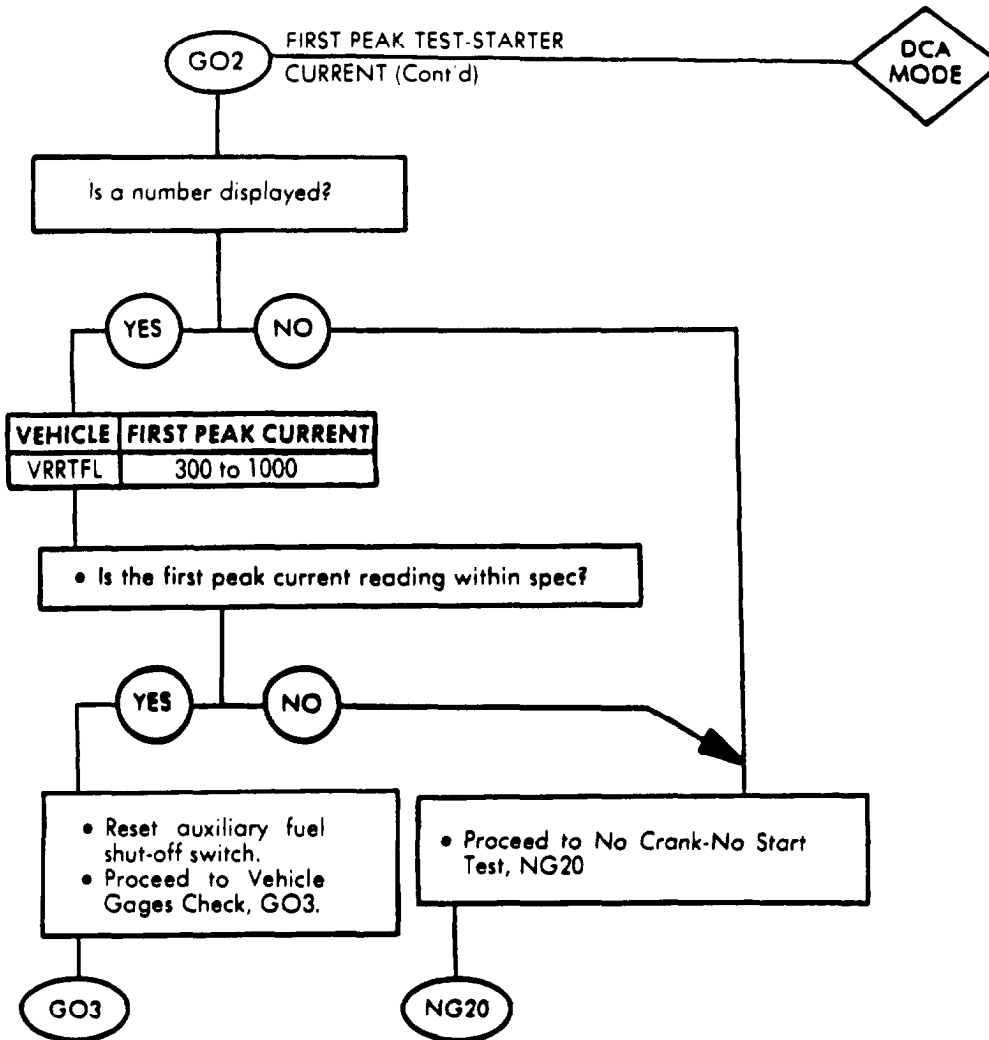 GO2
FIRST PEAK TEST-STARTER
CURRENT (Cont'd)
DCA
MODE
Is a number displayed?
YES
NO
VEHICLE FIRST PEAK CURRENT
VRRTFL 300 to 1000
• Is the first peak current reading within spec?
YES
NO
• Reset auxiliary fuel
shut-off switch.
• Proceed to Vehicle
Gages Check, GO3.
• Proceed to No Crank-No Start
Test, NG20
GO3
NG20